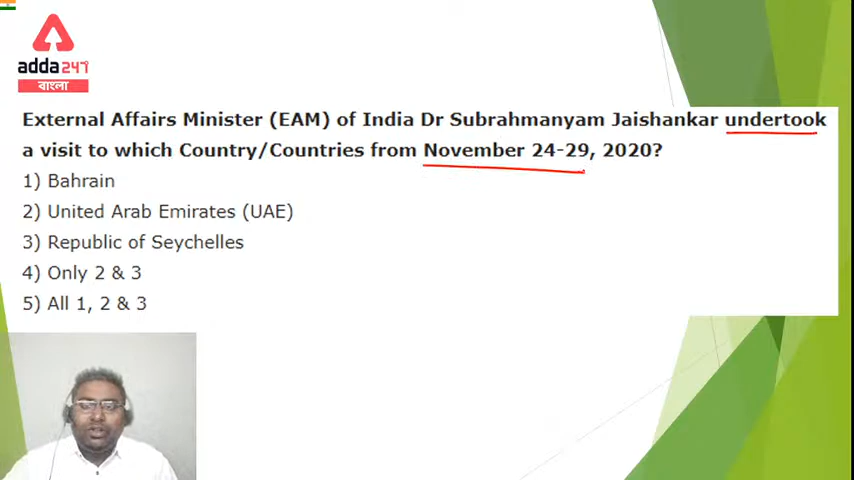 adda247
বাংলা
External Affairs Minister (EAM) of India Dr Subrahmanyam Jaishankar undertook
a visit to which Country/Countries from November 24-29, 2020?
1) Bahrain
2) United Arab Emirates (UAE)
3) Republic of Seychelles
4) Only 2 & 3
5) All 1, 2 & 3